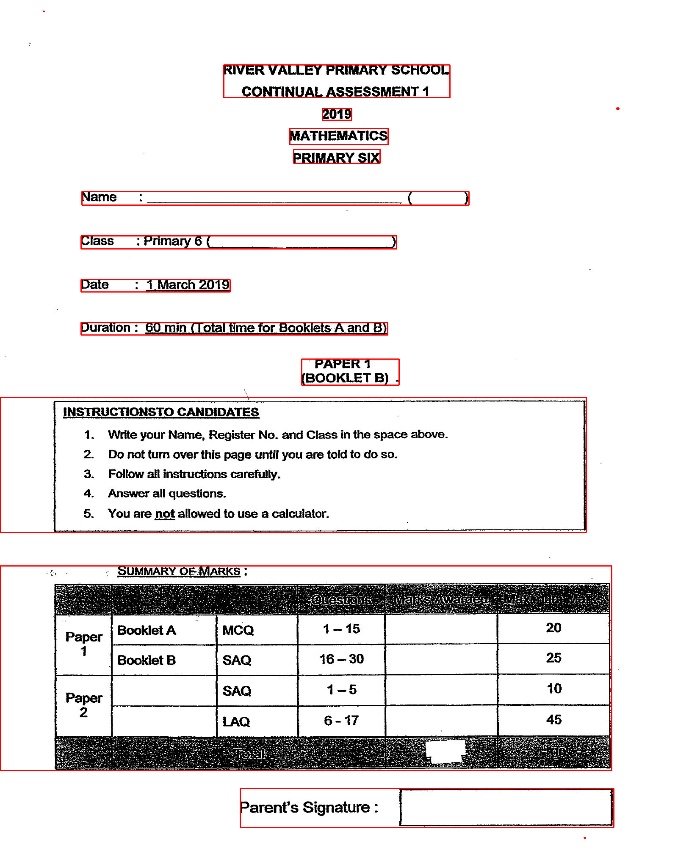 RIVER VALLEY PRIMARY SCHOOL
CONTINUAL ASSESSMENT 1
2019
MATHEMATICS
PRIMARY SIX
Name : ( )
Class : Primary 6 ( )
Date : 1 March 2019
Duration : 60 min (Total time for Booklets A and B)
PAPER 1
(BOOKLET B)
INSTRUCTIONSTO CANDIDATES
1. Write your Name, Register No. and Class in the space above.
2. Do not turn over this page until you are told to do so.
3. Follow all instructions carefully.
4. Answer all questions.
5. You are not allowed to use a calculator.
SUMMARY OF MARKS :
Questions Marks Awarded
Paper 1 Booklet A MCQ 1 – 15 20
Booklet B SAQ 16 – 30 25
Paper 2 SAQ 1 – 5 10
LAQ 6 - 17 45
Total
Parent's Signature :